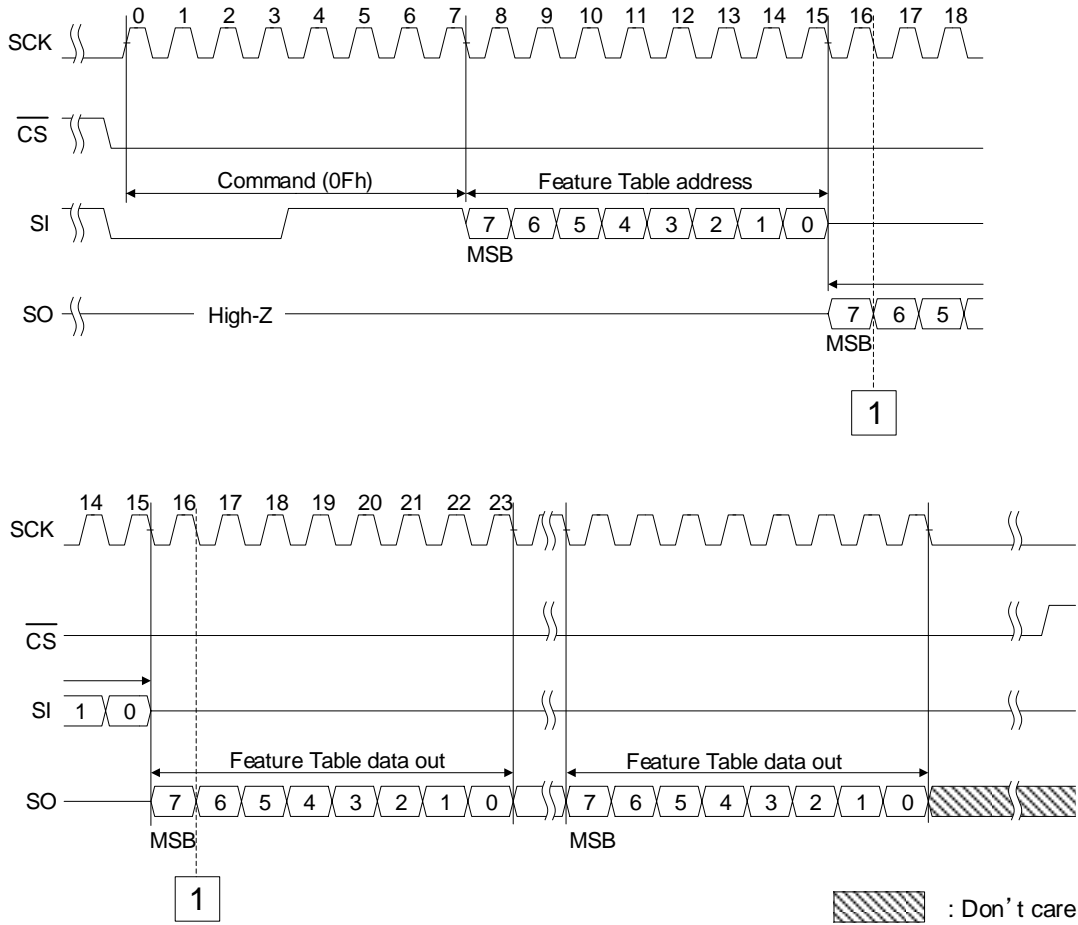 0 1 2 3 4 5 6 7 8 9 10 11 12 13 14 15 16 17 18
SCK
CS
Command (0Fh) Feature Table address
SI 7 6 5 4 3 2 1 0
MSB
SO High-Z 7 6 5
MSB
1
14 15 16 17 18 19 20 21 22 23
SCK
CS
SI 1 0
Feature Table data out Feature Table data out
SO 7 6 5 4 3 2 1 0 7 6 5 4 3 2 1 0
MSB MSB
1
: Don't care